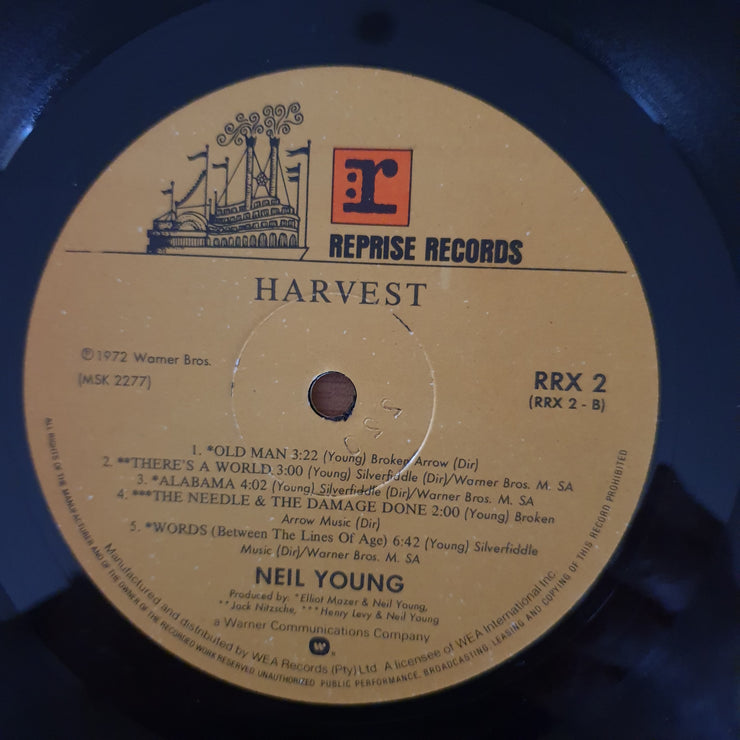 r
REPRISE RECORDS
HARVEST
℗1972 Warner Bros.
(MSK 2277)
RRX 2
(RRX 2 - B)
1. *OLD MAN 3:22 (Young) Broken Arrow (Dir)
2. **THERE'S A WORLD 3:00 (Young) Silverfiddle (Dir)/Warner Bros. M. SA
3. *ALABAMA 4:02 (Young) Silverfiddle (Dir)/Warner Bros. M. SA
4. ***THE NEEDLE & THE DAMAGE DONE 2:00 (Young) Broken
Arrow Music (Dir)
5. *WORDS (Between The Lines Of Age) 6:42 (Young) Silverfiddle
Music (Dir)/Warner Bros. M. SA
NEIL YOUNG
Produced by: *Elliot Mazer & Neil Young,
**Jack Nitzsche, ***Henry Levy & Neil Young
a Warner Communications Company
W
Manufactured and distributed by WEA Records (Pty) Ltd A licensee of WEA International Inc.
ALL RIGHTS OF THE MANUFACTURER AND OF THE OWNER OF THE RECORDED WORK RESERVED UNAUTHORIZED PUBLIC PERFORMANCE, BROADCASTING, LEASING AND COPYING OF THIS RECORD PROHIBITED